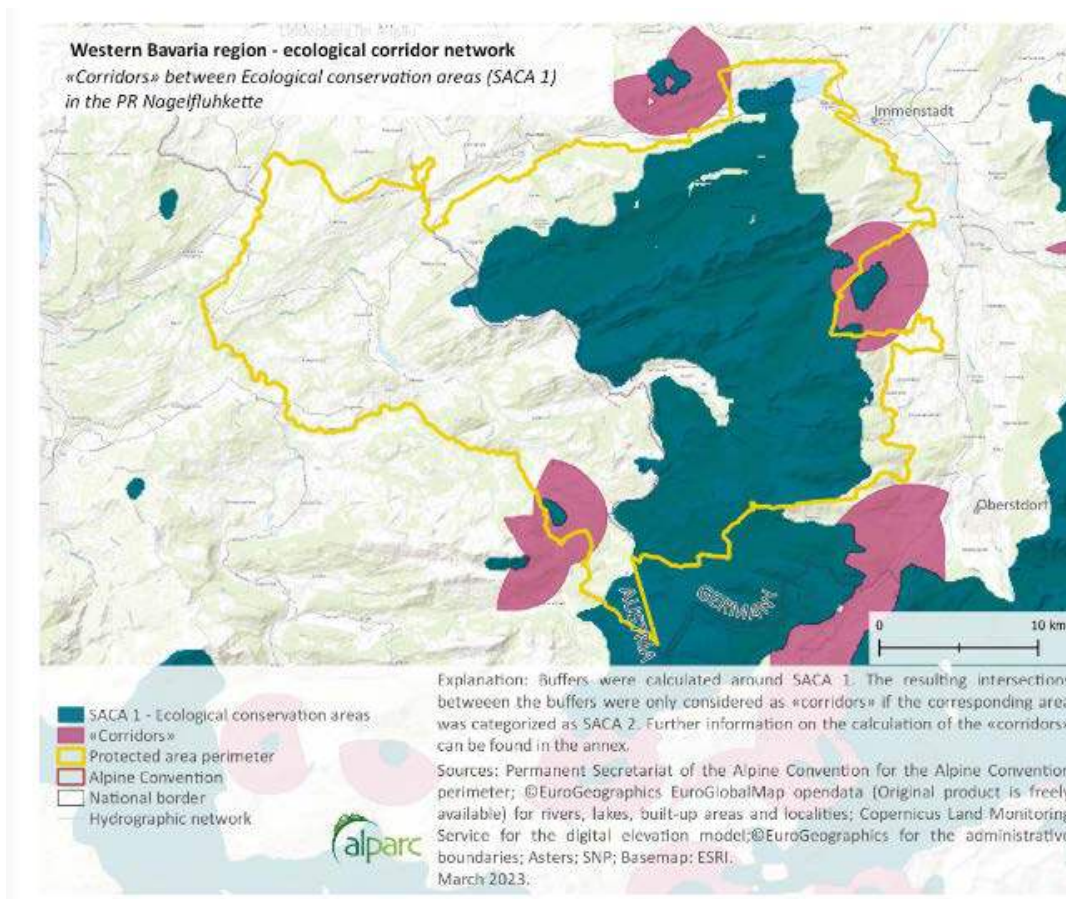 Western Bavaria region - ecological corridor network
«Corridors» between Ecological conservation areas (SACA 1)
in the PR Nagelfluhkette
Immenstadt
Oberstdorf
AUSTRIA
GERMANY
0 10 km
SACA 1 - Ecological conservation areas
«Corridors»
Protected area perimeter
Alpine Convention
National border
Hydrographic network
alparc
Explanation: Buffers were calculated around SACA 1. The resulting intersections
betweeen the buffers were only considered as «corridors» if the corresponding area
was categorized as SACA 2. Further information on the calculation of the «corridors»
can be found in the annex.
Sources: Permanent Secretariat of the Alpine Convention for the Alpine Convention
perimeter; ©EuroGeographics EuroGlobalMap opendata (Original product is freely
available) for rivers, lakes, built-up areas and localities; Copernicus Land Monitoring
Service for the digital elevation model;©EuroGeographics for the administrative
boundaries; Asters; SNP; Basemap: ESRI.
March 2023.